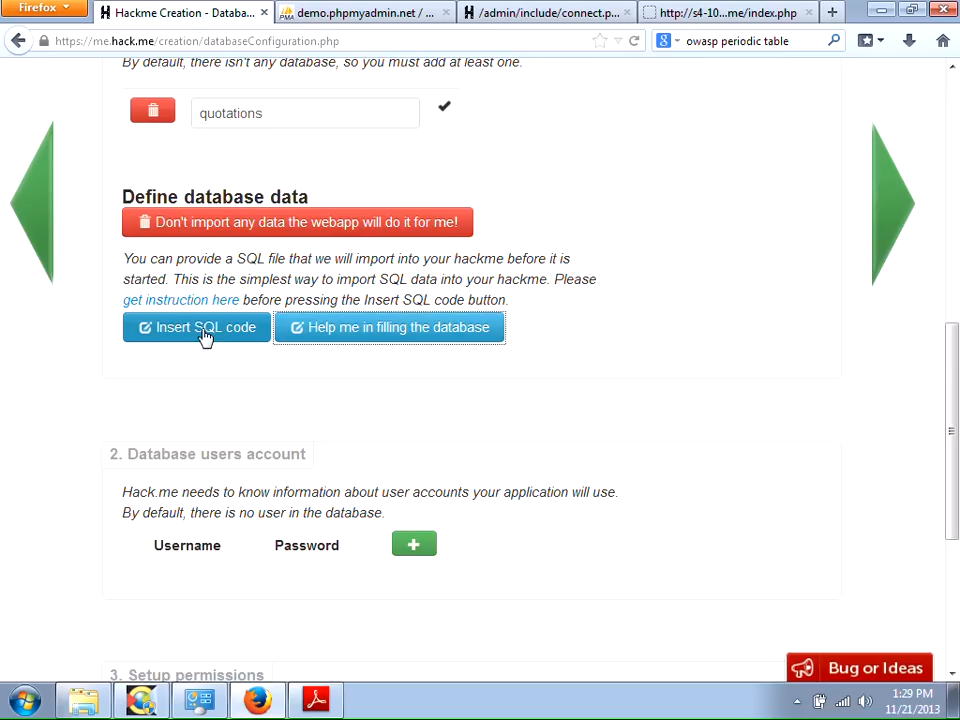 Firefox
Hackme Creation - Databa...
demo.phpmyadmin.net / ...
/admin/include/connect.p...
http://s4-10...me/index.php
https://me.hack.me/creation/databaseConfiguration.php
owasp periodic table
By default, there isn't any database, so you must add at least one.
quotations
Define database data
Don't import any data the webapp will do it for me!
You can provide a SQL file that we will import into your hackme before it is
started. This is the simplest way to import SQL data into your hackme. Please
get instruction here before pressing the Insert SQL code button.
Insert SQL code
Help me in filling the database
2. Database users account
Hack.me needs to know information about user accounts your application will use.
By default, there is no user in the database.
Username Password
3. Setup permissions
Bug or Ideas
1:29 PM
11/21/2013